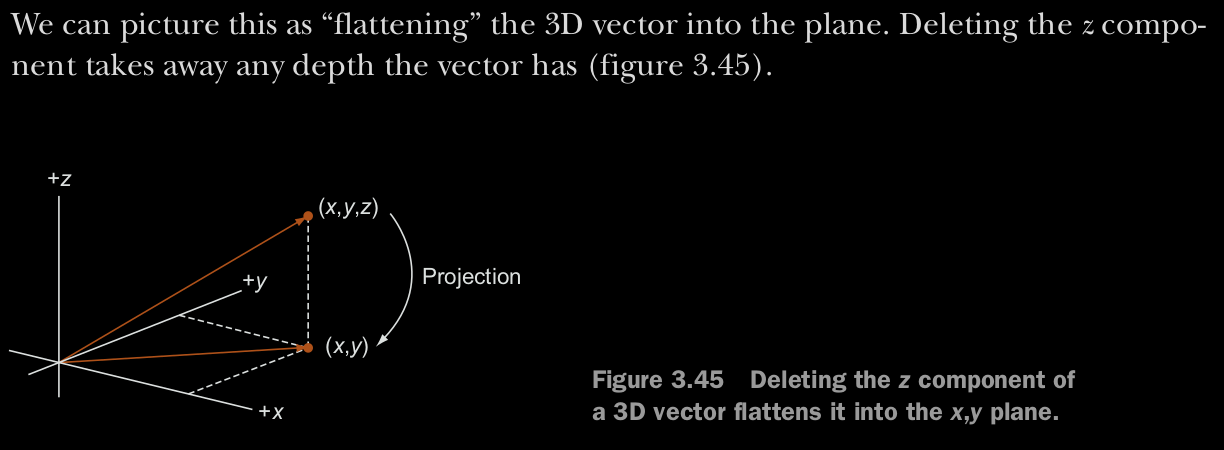 We can picture this as “flattening” the 3D vector into the plane. Deleting the z compo-
nent takes away any depth the vector has (figure 3.45).
+z
(x,y,z)
+y
Projection
(x,y)
+x
Figure 3.45 Deleting the z component of
a 3D vector flattens it into the x,y plane.